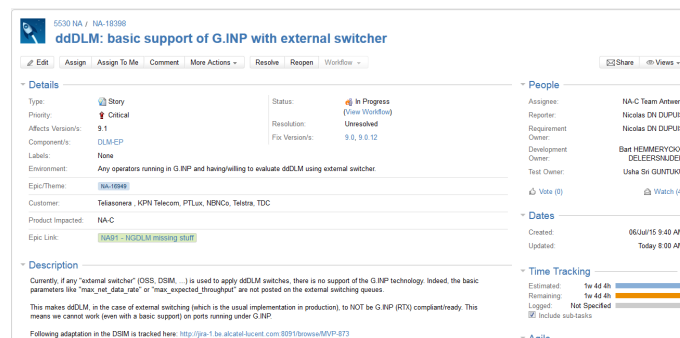 5530 NA / NA-18398
ddDLM: basic support of G.INP with external switcher
Edit Assign Assign To Me Comment More Actions Resolve Reopen Workflow Share Views
Details
Type: Story
Priority: Critical
Affects Version/s: 9.1
Component/s: DLM-EP
Labels: None
Environment: Any operators running in G.INP and having/willing to evaluate ddDLM using external switcher.
Status: In Progress
(View Workflow)
Resolution: Unresolved
Fix Version/s: 9.0, 9.0.12
Epic/Theme: NA-16949
Customer: Teliasonera , KPN Telecom, PTLux, NBNCo, Telstra, TDC
Product Impacted: NA-C
Epic Link: NA91 - NGDLM missing stuff
Description
Currently, if any "external switcher" (OSS, DSIM, ...) is used to apply ddDLM switches, there is no support of the G.INP technology. Indeed, the basic
parameters like "max_net_data_rate" or "max_expected_throughput" are not posted on the external switching queues.
This makes ddDLM, in the case of external switching (which is the usual implementation in production), to NOT be G.INP (RTX) compliant/ready. This
means we cannot work (even with a basic support) on ports running under G.INP.
Following adaptation in the DSIM is tracked here: http://jira-1.be.alcatel-lucent.com:8091/browse/MVP-873
People
Assignee: NA-C Team Antwer
Reporter: Nicolas DN DUPUI
Requirement Nicolas DN DUPUI
Owner:
Development Bart HEMMERYCKX
Owner: DELEERSNIJDE
Test Owner: Usha Sri GUNTUK
Vote (0) Watch (4
Dates
Created: 06/Jul/15 9:40 AM
Updated: Today 8:00 AM
Time Tracking
Estimated: 1w 4d 4h
Remaining: 1w 4d 4h
Logged: Not Specified
Include sub-tasks
Agile